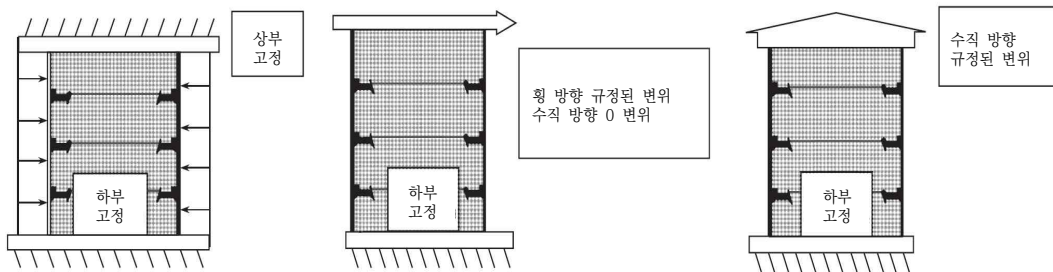 상부
고정
하부
고정
횡 방향 규정된 변위
수직 방향 0 변위
하부
고정
수직 방향
규정된 변위
하부
고정